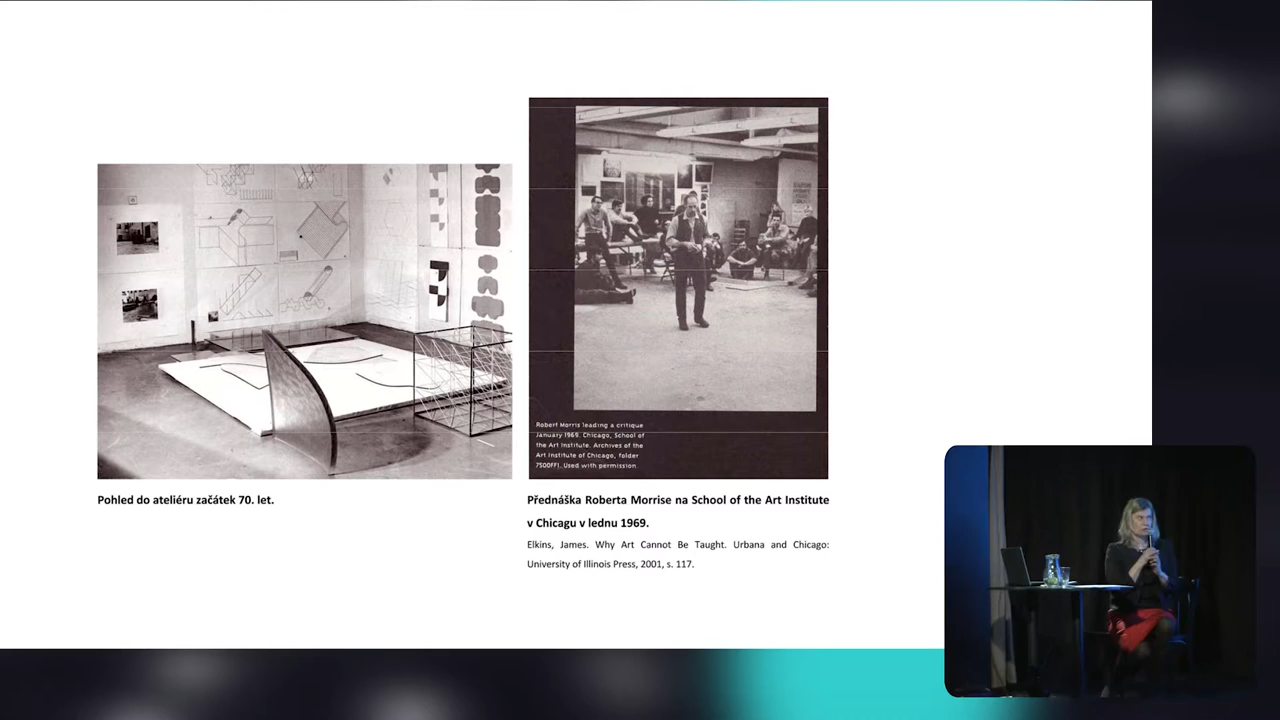 Robert Morris leading a critique
January 1969. Chicago, School of
the Art Institute. Archives of the
Art Institute of Chicago, folder
7500FF1. Used with permission.
Pohled do ateliéru začátek 70. let.
Přednáška Roberta Morrise na School of the Art Institute
v Chicagu v lednu 1969.
Elkins, James. Why Art Cannot Be Taught. Urbana and Chicago:
University of Illinois Press, 2001, s. 117.